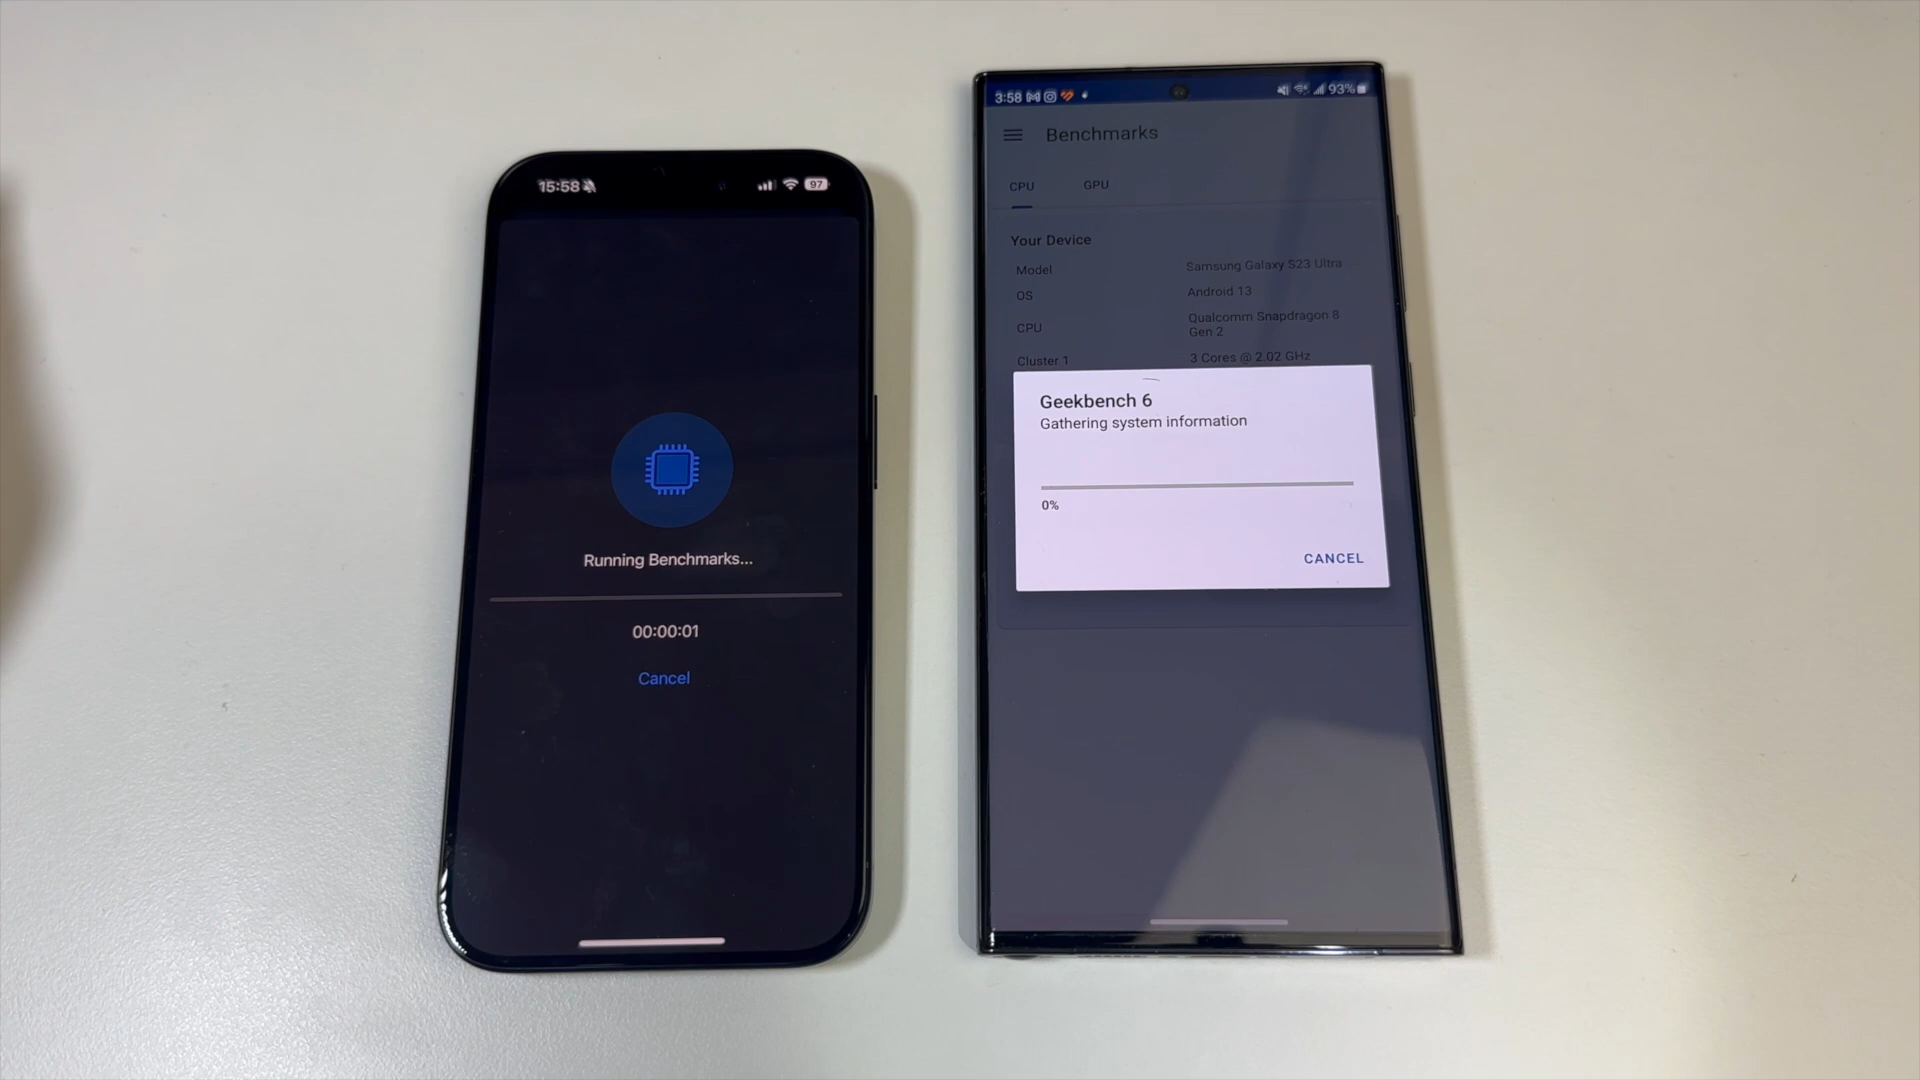 15:58
97
Running Benchmarks...
00:00:01
Cancel
3:58
93%
Benchmarks
CPU GPU
Your Device
Model Samsung Galaxy S23 Ultra
OS Android 13
CPU Qualcomm Snapdragon 8
Gen 2
Cluster 1 3 Cores @ 2.02 GHz
Geekbench 6
Gathering system information
0%
CANCEL